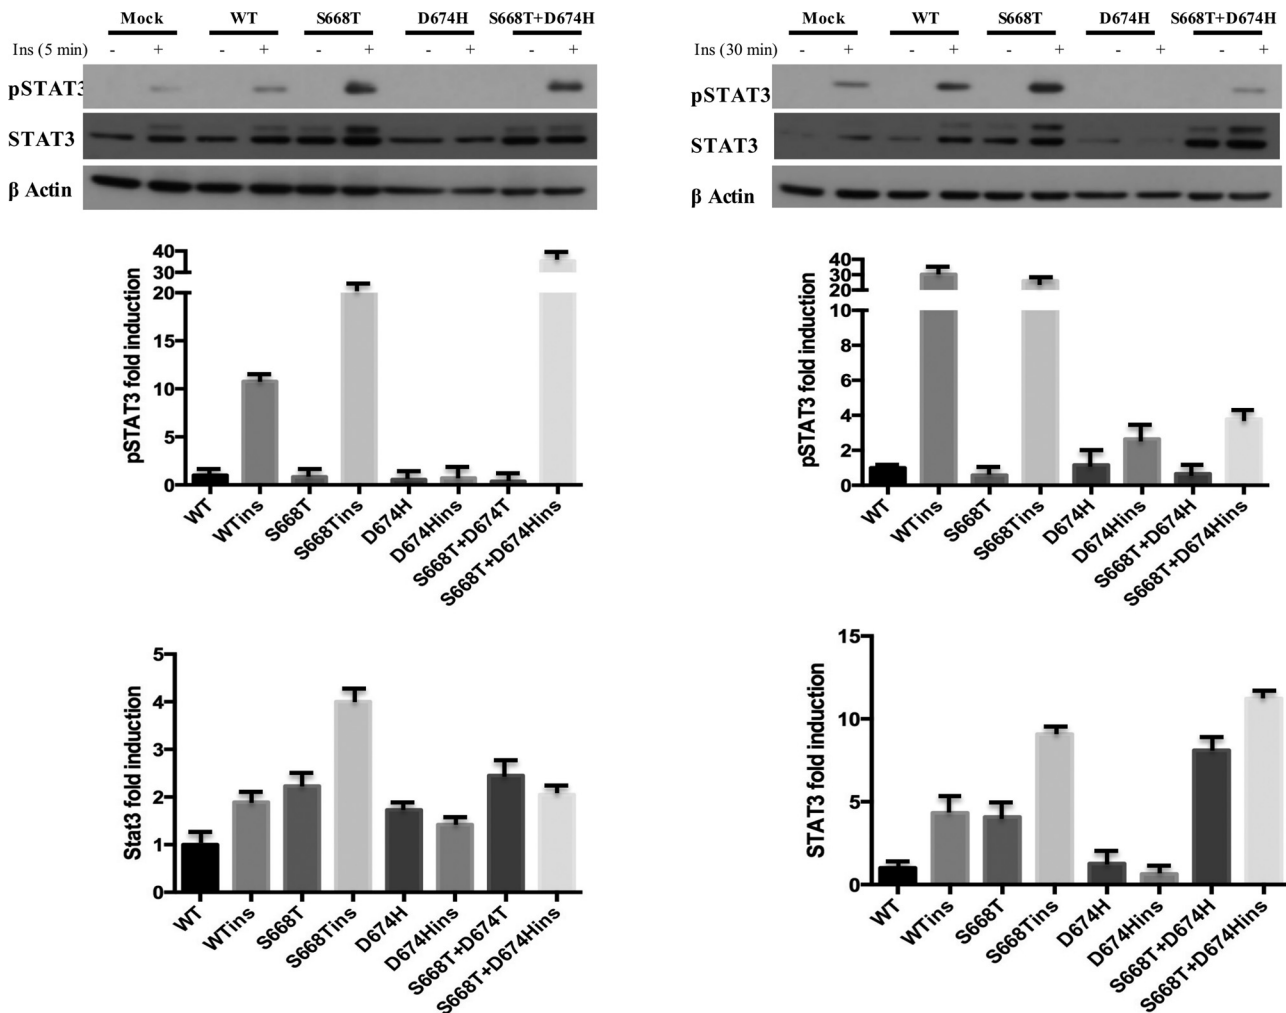 Mock WT S668T D674H S668T+D674H
Ins (5 min) - + - + - + - + - +
pSTAT3
STAT3
β Actin
40
30
20
10
5
0
pSTAT3 fold induction
WT WTins S668T S668Tins D674H D674Hins S668T+D674T S668T+D674Hins
5
4
3
2
1
0
Stat3 fold induction
WT WTins S668T S668Tins D674H D674Hins S668T+D674T S668T+D674Hins
Mock WT S668T D674H S668T+D674H
Ins (30 min) - + - + - + - + - +
pSTAT3
STAT3
β Actin
40
30
20
10
8
6
4
2
0
pSTAT3 fold induction
WT WTins S668T S668Tins D674H D674Hins S668T+D674H S668T+D674Hins
15
10
5
0
STAT3 fold induction
WT WTins S668T S668Tins D674H D674Hins S668T+D674H S668T+D674Hins